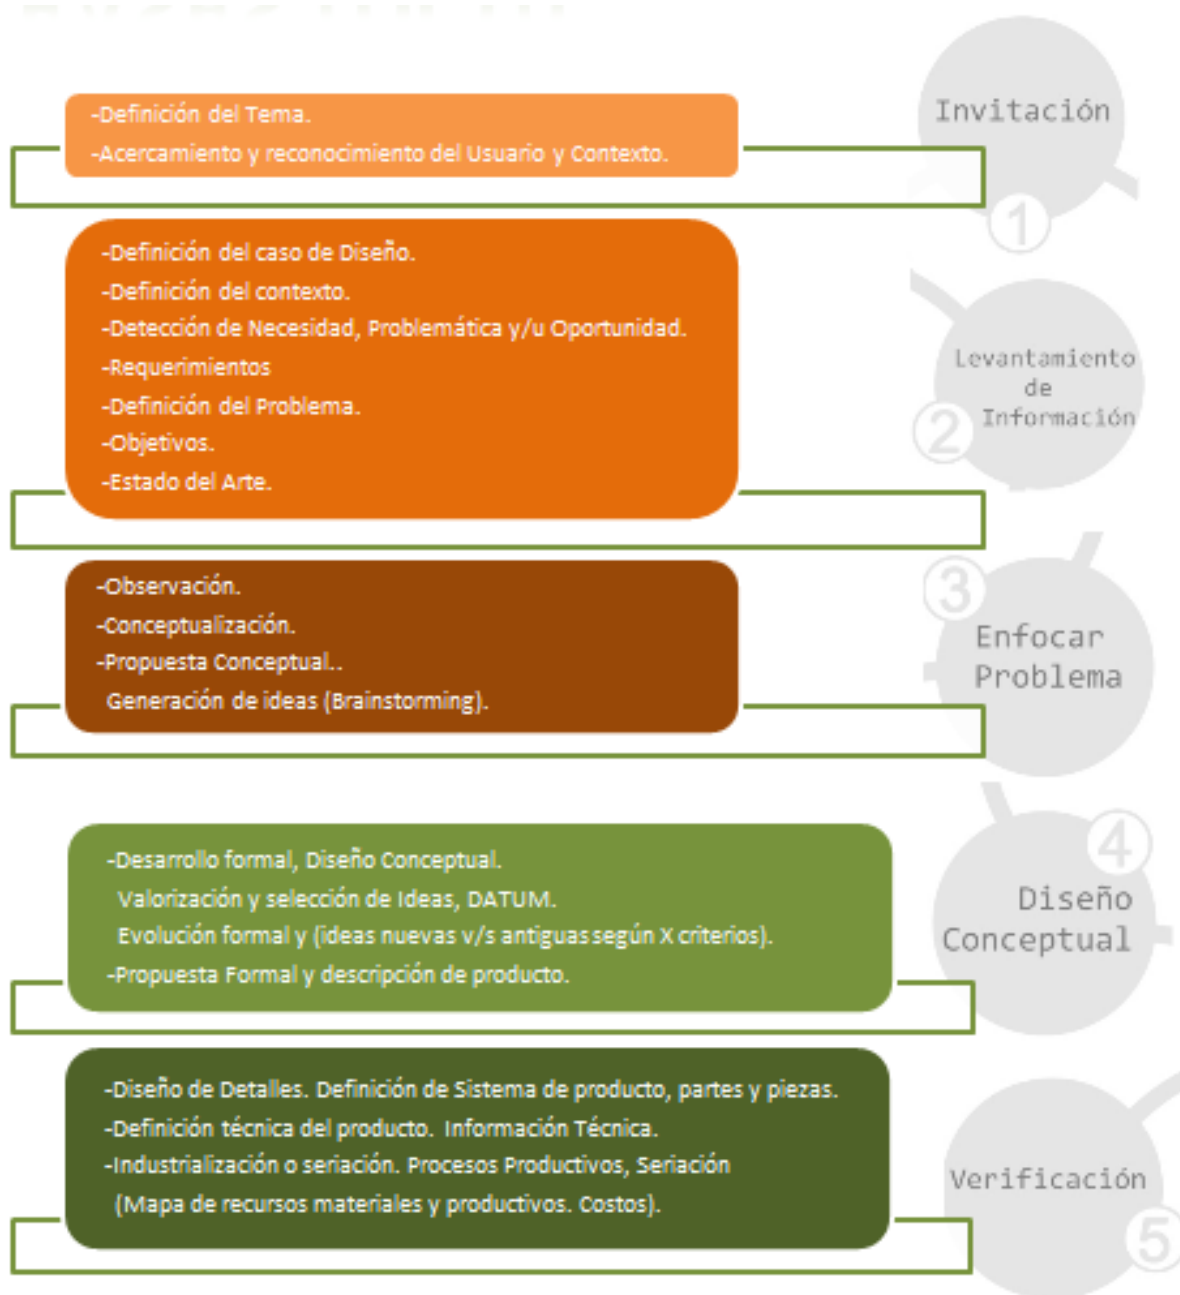 -Definición del Tema.
-Acercamiento y reconocimiento del Usuario y Contexto.
Invitación
1
-Definición del caso de Diseño.
-Definición del contexto.
-Detección de Necesidad, Problemática y/u Oportunidad.
-Requerimientos
-Definición del Problema.
-Objetivos.
-Estado del Arte.
Levantamiento
de
Información
2
-Observación.
-Conceptualización.
-Propuesta Conceptual..
Generación de ideas (Brainstorming).
3
Enfocar
Problema
-Desarrollo formal, Diseño Conceptual.
Valorización y selección de Ideas, DATUM.
Evolución formal y (ideas nuevas v/s antiguas según X criterios).
-Propuesta Formal y descripción de producto.
4
Diseño
Conceptual
-Diseño de Detalles. Definición de Sistema de producto, partes y piezas.
-Definición técnica del producto. Información Técnica.
-Industrialización o seriación. Procesos Productivos, Seriación
(Mapa de recursos materiales y productivos. Costos).
Verificación
5